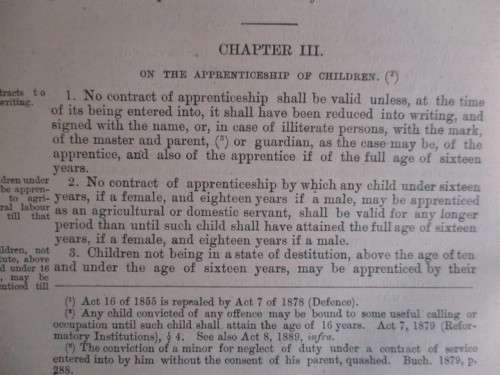 CHAPTER III.
ON THE APPRENTICESHIP OF CHILDREN. (²)
tracts to
writing.
1. No contract of apprenticeship shall be valid unless, at the time
of its being entered into, it shall have been reduced into writing, and
signed with the name, or, in case of illiterate persons, with the mark,
of the master and parent, (³) or guardian, as the case may be, of the
apprentice, and also of the apprentice if of the full age of sixteen
years.
dren under
be appren-
to agri-
ral labour
till that
2. No contract of apprenticeship by which any child under sixteen
years, if a female, and eighteen years if a male, may be apprenticed
as an agricultural or domestic servant, shall be valid for any longer
period than until such child shall have attained the full age of sixteen
years, if a female, and eighteen years if a male.
ldren, not
tute, above
d under 16
, may be
enticed till
3. Children not being in a state of destitution, above the age of ten
and under the age of sixteen years, may be apprenticed by their
(¹) Act 16 of 1855 is repealed by Act 7 of 1878 (Defence).
(²) Any child convicted of any offence may be bound to some useful calling or
occupation until such child shall attain the age of 16 years. Act 7, 1879 (Refor-
matory Institutions), § 4. See also Act 8, 1889, infra.
(³) The conviction of a minor for neglect of duty under a contract of service
entered into by him without the consent of his parent, quashed. Buch. 1879, p.
288.